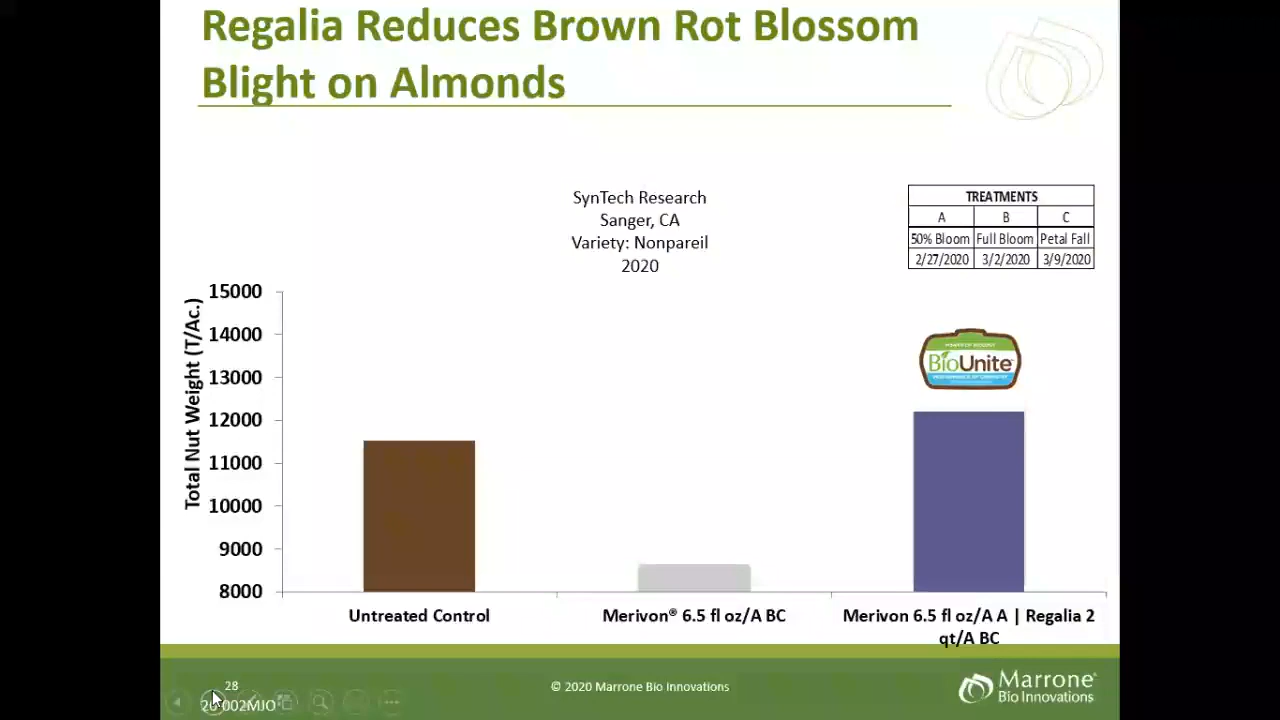 Regalia Reduces Brown Rot Blossom
Blight on Almonds
SynTech Research
Sanger, CA
Variety: Nonpareil
2020
TREATMENTS
A B C
50% Bloom Full Bloom Petal Fall
2/27/2020 3/2/2020 3/9/2020
Total Nut Weight (T/Ac.)
15000
14000
13000
12000
11000
10000
9000
8000
BioUnite
Untreated Control
Merivon® 6.5 fl oz/A BC
Merivon 6.5 fl oz/A A | Regalia 2
qt/A BC
28
© 2020 Marrone Bio Innovations
Marrone®
Bio Innovations